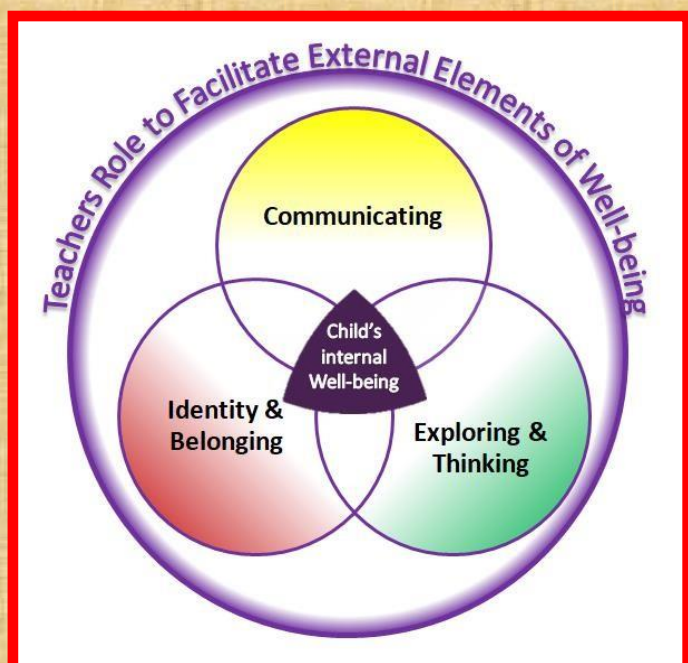 Teachers Role to Facilitate External Elements of Well-being
Communicating
Child's
internal
Well-being
Identity &
Belonging
Exploring &
Thinking